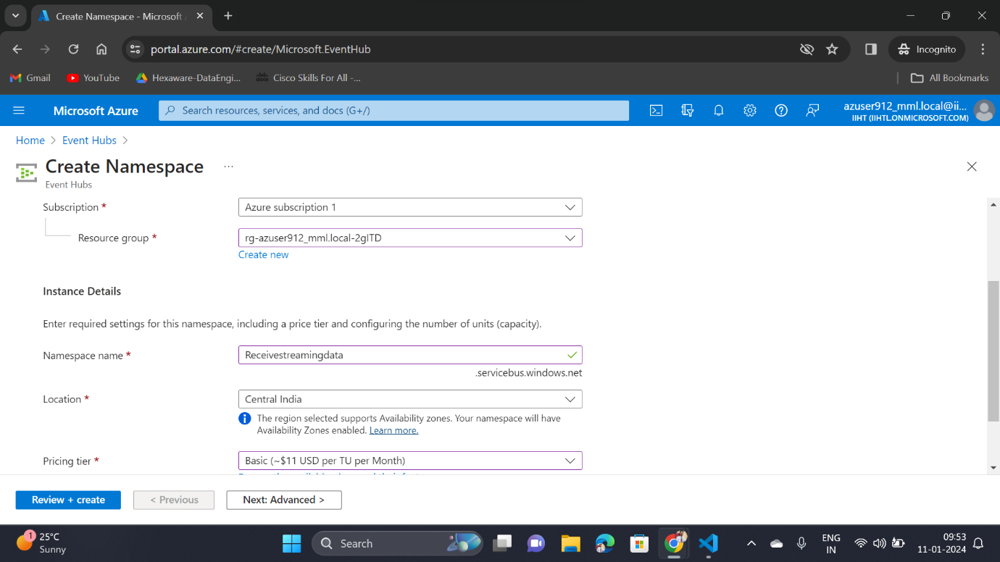 Create Namespace - Microsoft
portal.azure.com/#create/Microsoft.EventHub
Incognito
Gmail
YouTube
Hexaware-DataEngi...
Cisco Skills For All -...
All Bookmarks
Microsoft Azure
Search resources, services, and docs (G+/)
azuser912_mml.local@ii...
IIHT (IIHTL.ONMICROSOFT.COM)
Home > Event Hubs >
Create Namespace ...
Event Hubs
Subscription *
Azure subscription 1
Resource group *
rg-azuser912_mml.local-2gITD
Create new
Instance Details
Enter required settings for this namespace, including a price tier and configuring the number of units (capacity).
Namespace name *
Receivestreamingdata
.servicebus.windows.net
Location *
Central India
The region selected supports Availability zones. Your namespace will have
Availability Zones enabled. Learn more.
Pricing tier *
Basic (~$11 USD per TU per Month)
Review + create
< Previous
Next: Advanced >
1
25°C
Sunny
Search
ENG
IN
09:53
11-01-2024